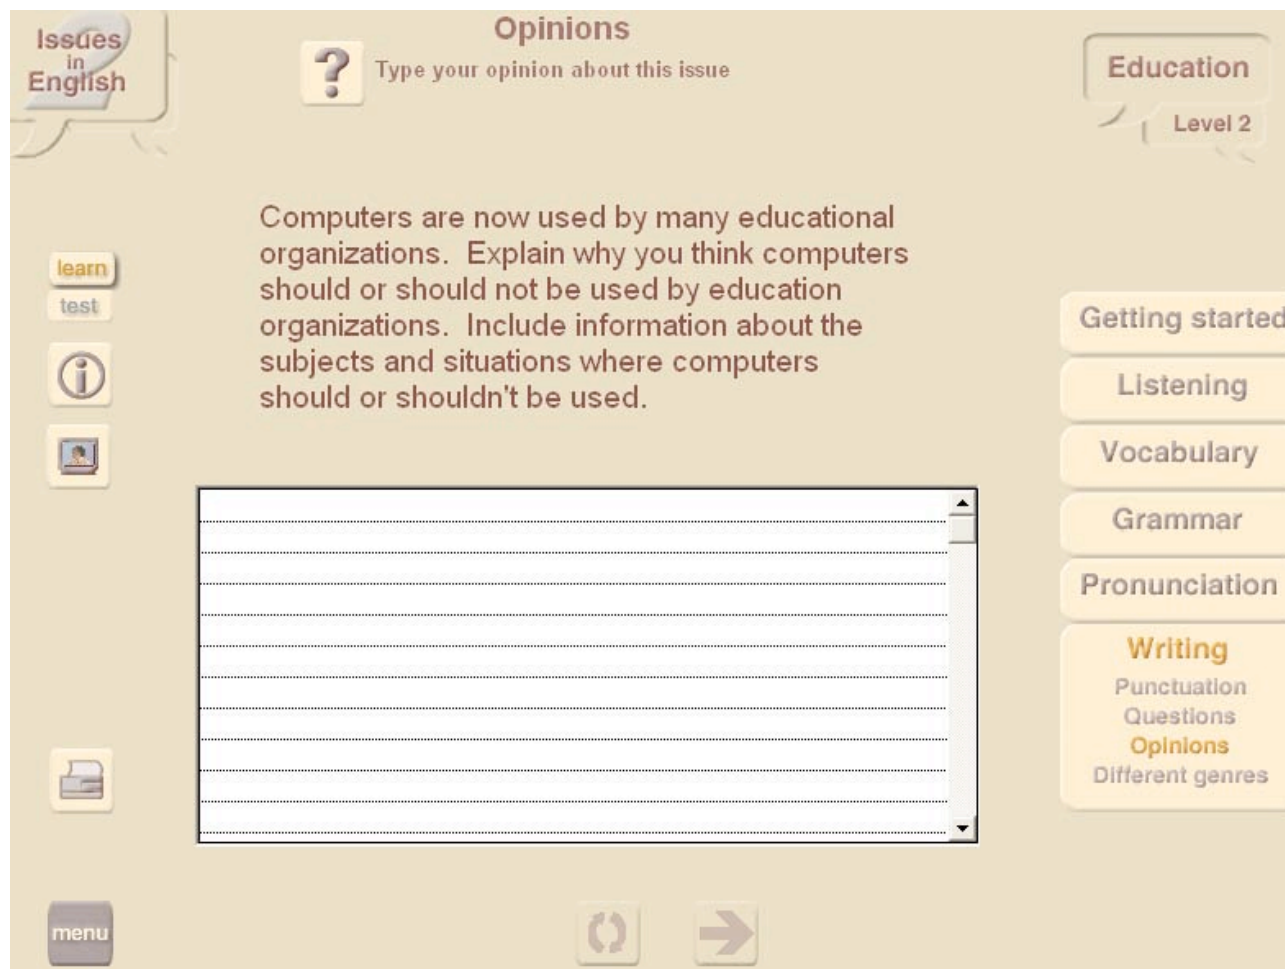 Issues
in
English
2
Opinions
?
Type your opinion about this issue
Education
Level 2
Computers are now used by many educational
organizations.  Explain why you think computers
should or should not be used by education
organizations.  Include information about the
subjects and situations where computers
should or shouldn't be used.
learn
test
i
Getting started
Listening
Vocabulary
Grammar
Pronunciation
Writing
Punctuation
Questions
Opinions
Different genres
menu